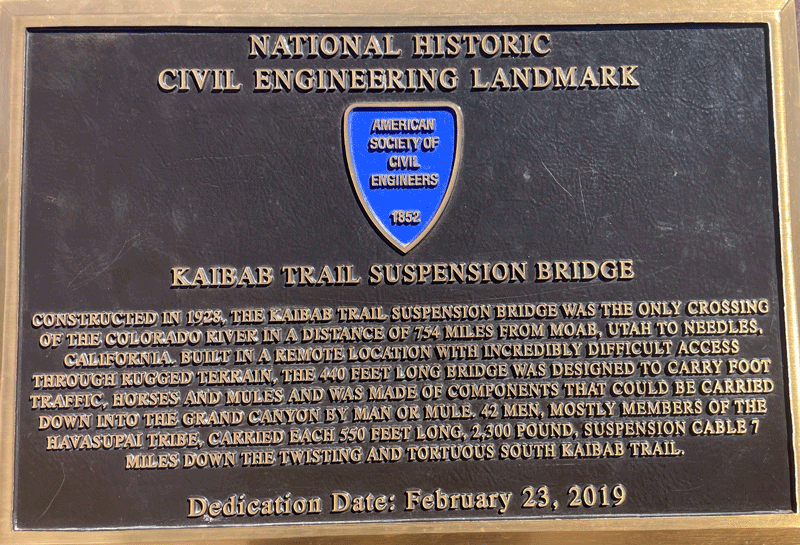 NATIONAL HISTORIC
CIVIL ENGINEERING LANDMARK
AMERICAN
SOCIETY OF
CIVIL
ENGINEERS
1852
KAIBAB TRAIL SUSPENSION BRIDGE
CONSTRUCTED IN 1928, THE KAIBAB TRAIL SUSPENSION BRIDGE WAS THE ONLY CROSSING
OF THE COLORADO RIVER IN A DISTANCE OF 754 MILES FROM MOAB, UTAH TO NEEDLES,
CALIFORNIA. BUILT IN A REMOTE LOCATION WITH INCREDIBLY DIFFICULT ACCESS
THROUGH RUGGED TERRAIN, THE 440 FEET LONG BRIDGE WAS DESIGNED TO CARRY FOOT
TRAFFIC, HORSES AND MULES AND WAS MADE OF COMPONENTS THAT COULD BE CARRIED
DOWN INTO THE GRAND CANYON BY MAN OR MULE. 42 MEN, MOSTLY MEMBERS OF THE
HAVASUPAI TRIBE, CARRIED EACH 550 FEET LONG, 2,300 POUND, SUSPENSION CABLE 7
MILES DOWN THE TWISTING AND TORTUOUS SOUTH KAIBAB TRAIL.
Dedication Date: February 23, 2019